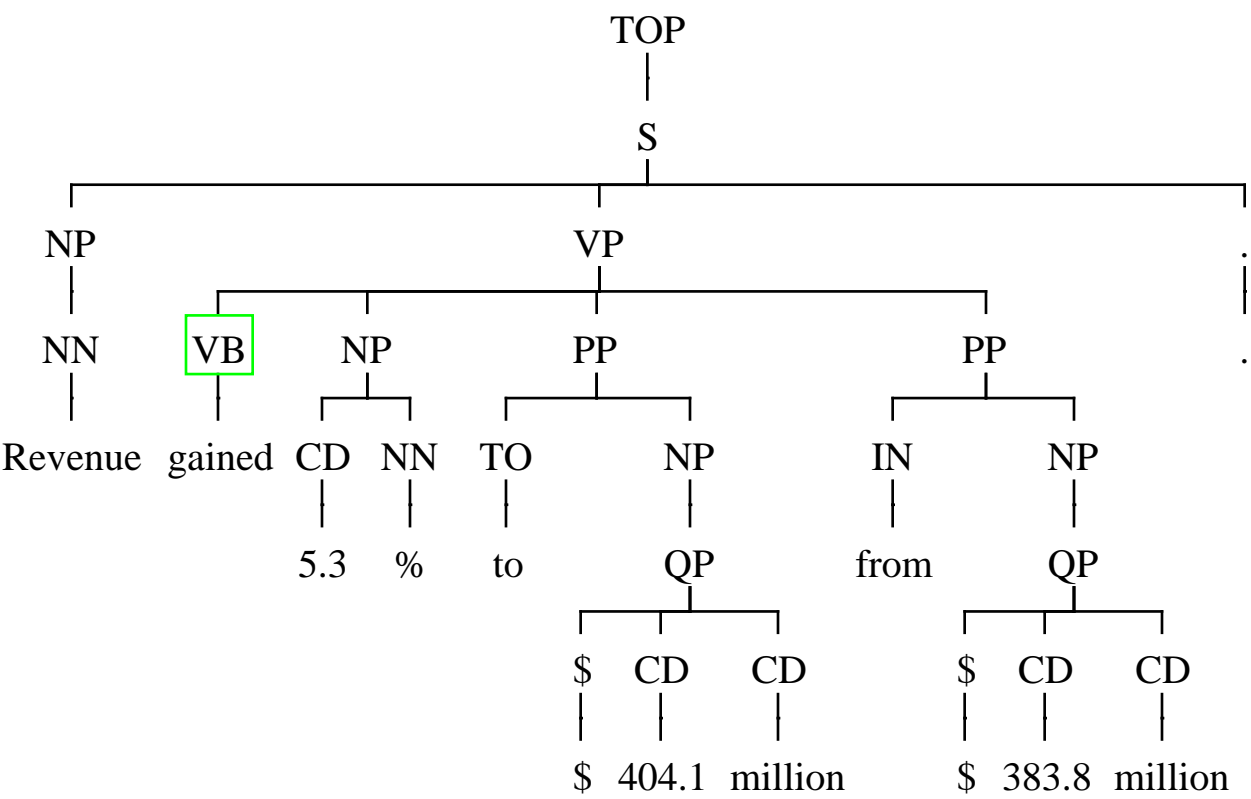 TOP
S
NP VP .
NN VB NP PP PP .
Revenue gained CD NN TO NP IN NP
5.3 % to QP from QP
$ CD CD $ CD CD
$ 404.1 million $ 383.8 million